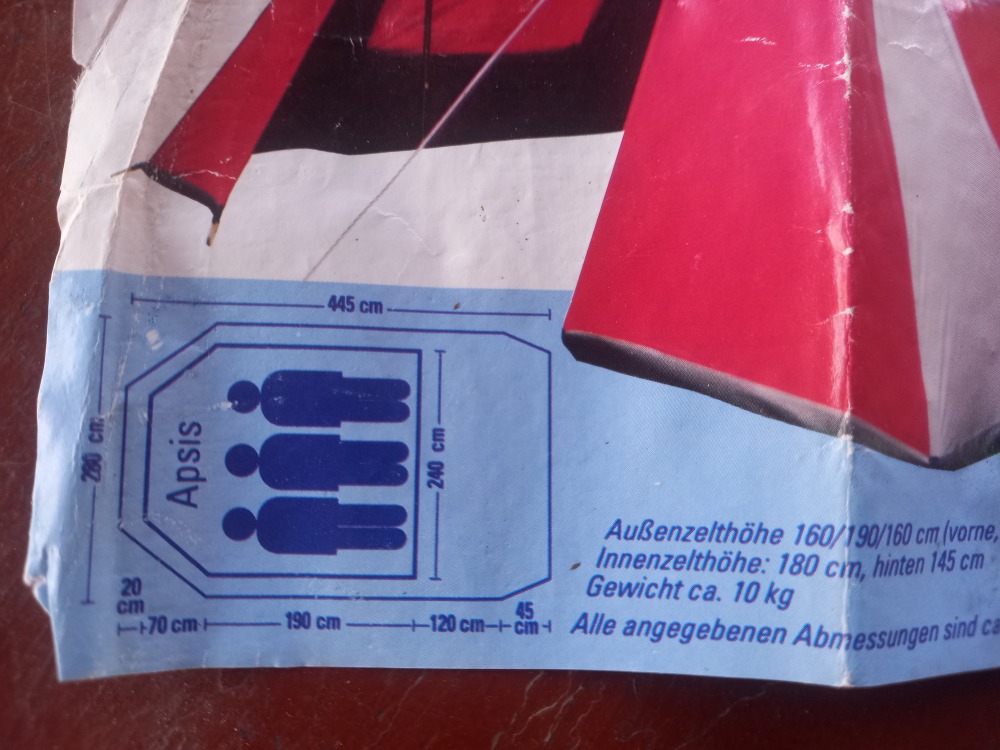 445 cm
280 cm
Apsis
240 cm
20
cm
70 cm
190 cm
120 cm
45
cm
Außenzelthöhe 160/190/160 cm (vorne,
Innenzelthöhe: 180 cm, hinten 145 cm
Gewicht ca. 10 kg
Alle angegebenen Abmessungen sind ca